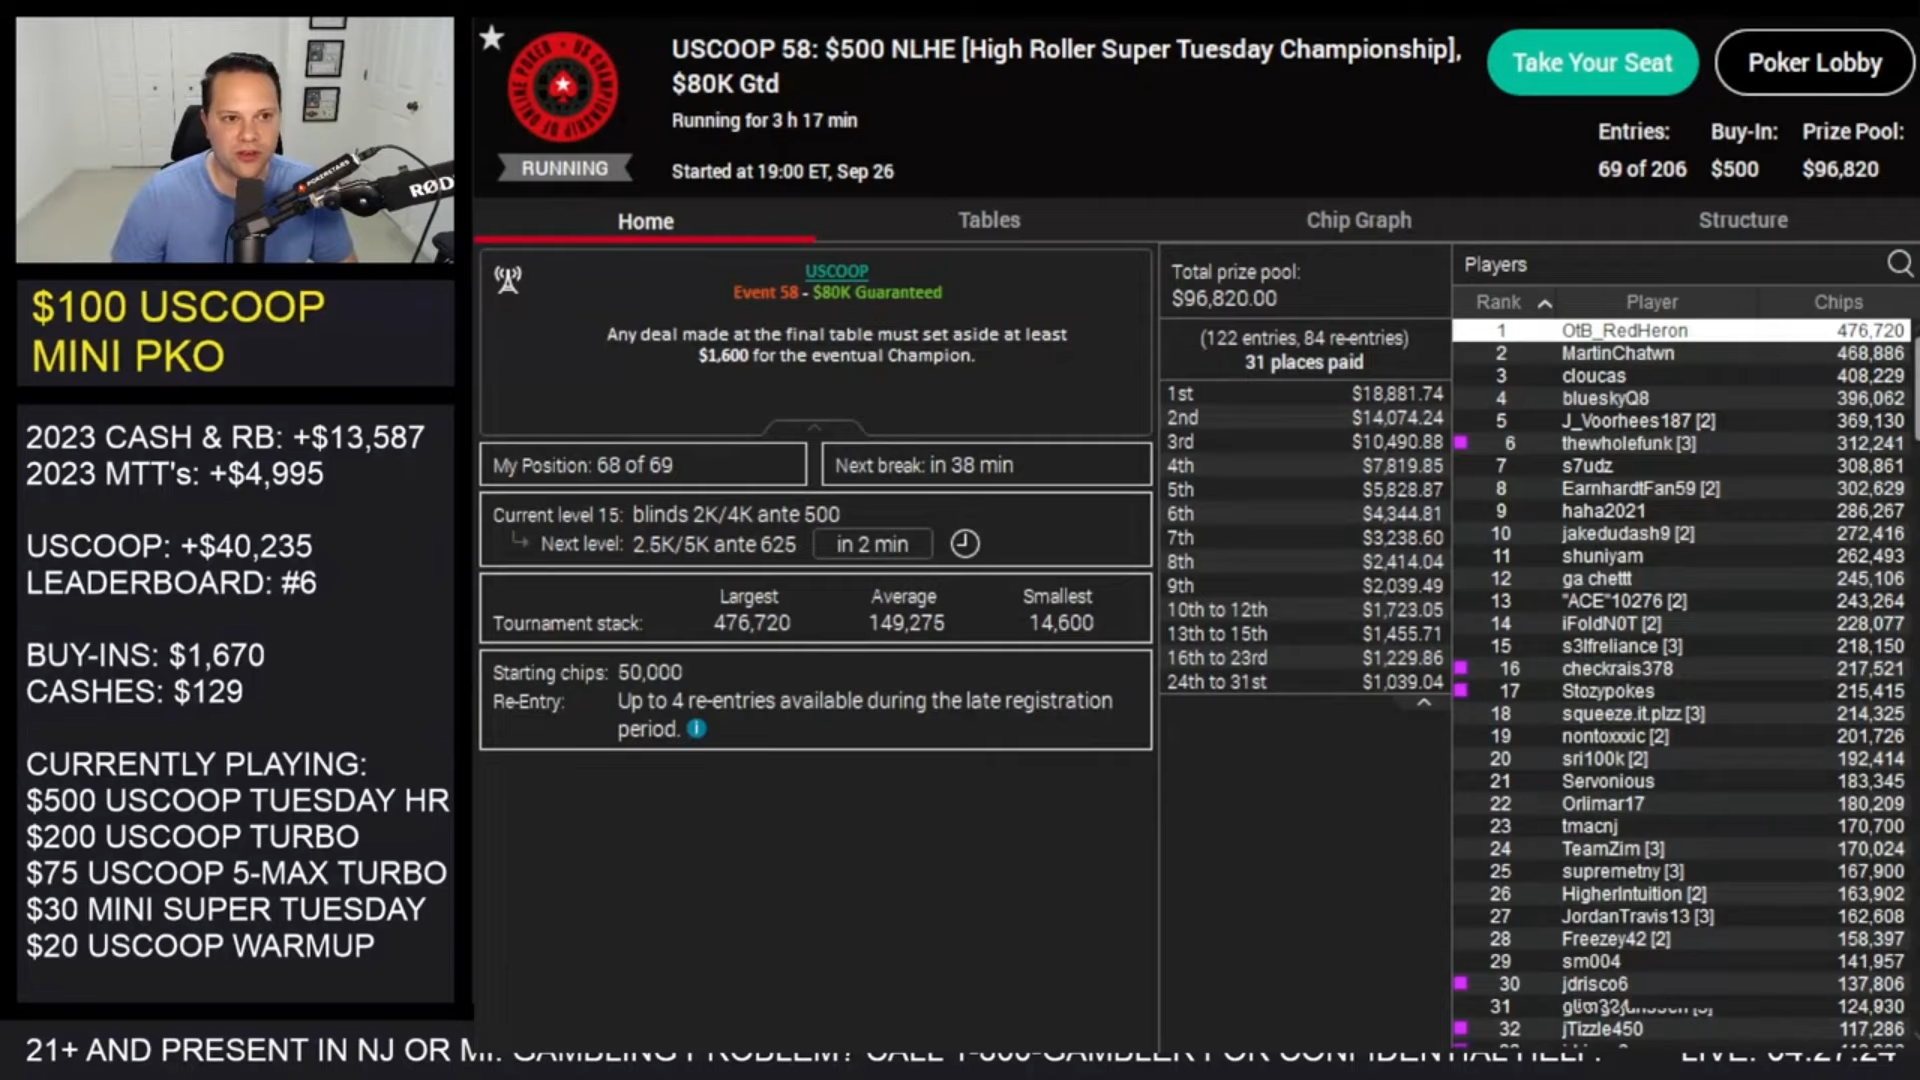 $100 USCOOP
MINI PKO
2023 CASH & RB: +$13,587
2023 MTT's: +$4,995
USCOOP: +$40,235
LEADERBOARD: #6
BUY-INS: $1,670
CASHES: $129
CURRENTLY PLAYING:
$500 USCOOP TUESDAY HR
$200 USCOOP TURBO
$75 USCOOP 5-MAX TURBO
$30 MINI SUPER TUESDAY
$20 USCOOP WARMUP
POKERSTARS
RØD
US CHAMPIONSHIP OF ONLINE POKER
RUNNING
USCOOP 58: $500 NLHE [High Roller Super Tuesday Championship],
$80K Gtd
Running for 3 h 17 min
Started at 19:00 ET, Sep 26
Take Your Seat
Poker Lobby
Entries: Buy-In: Prize Pool:
69 of 206 $500 $96,820
Home Tables Chip Graph Structure
USCOOP
Event 58 - $80K Guaranteed
Any deal made at the final table must set aside at least
$1,600 for the eventual Champion.
My Position: 68 of 69
Next break: in 38 min
Current level 15: blinds 2K/4K ante 500
Next level: 2.5K/5K ante 625 in 2 min
Largest Average Smallest
Tournament stack: 476,720 149,275 14,600
Starting chips: 50,000
Re-Entry: Up to 4 re-entries available during the late registration
period.
Total prize pool:
$96,820.00
(122 entries, 84 re-entries)
31 places paid
1st $18,881.74
2nd $14,074.24
3rd $10,490.88
4th $7,819.85
5th $5,828.87
6th $4,344.81
7th $3,238.60
8th $2,414.04
9th $2,039.49
10th to 12th $1,723.05
13th to 15th $1,455.71
16th to 23rd $1,229.86
24th to 31st $1,039.04
Players
Rank Player Chips
1 OtB_RedHeron 476,720
2 MartinChatwn 468,886
3 cloucas 408,229
4 blueskyQ8 396,062
5 J_Voorhees187 [2] 369,130
6 thewholefunk [3] 312,241
7 s7udz 308,861
8 EarnhardtFan59 [2] 302,629
9 haha2021 286,267
10 jakedudash9 [2] 272,416
11 shuniyam 262,493
12 ga chettt 245,106
13 "ACE"10276 [2] 243,264
14 iFoldN0T [2] 228,077
15 s3lfreliance [3] 218,150
16 checkrais378 217,521
17 Stozypokes 215,415
18 squeeze.it.plzz [3] 214,325
19 nontoxxxic [2] 201,726
20 sri100k [2] 192,414
21 Servonious 183,345
22 Orlimar17 180,209
23 tmacnj 170,700
24 TeamZim [3] 170,024
25 supremetny [3] 167,900
26 HigherIntuition [2] 163,902
27 JordanTravis13 [3] 162,608
28 Freezey42 [2] 158,397
29 sm004 141,957
30 jdrisco6 137,806
31 124,930
32 jTizzle450 117,286
21+ AND PRESENT IN NJ OR MI. GAMBLING PROBLEM? CALL 1-800-GAMBLER FOR CONFIDENTIAL HELP. LIVE: 04:27:24